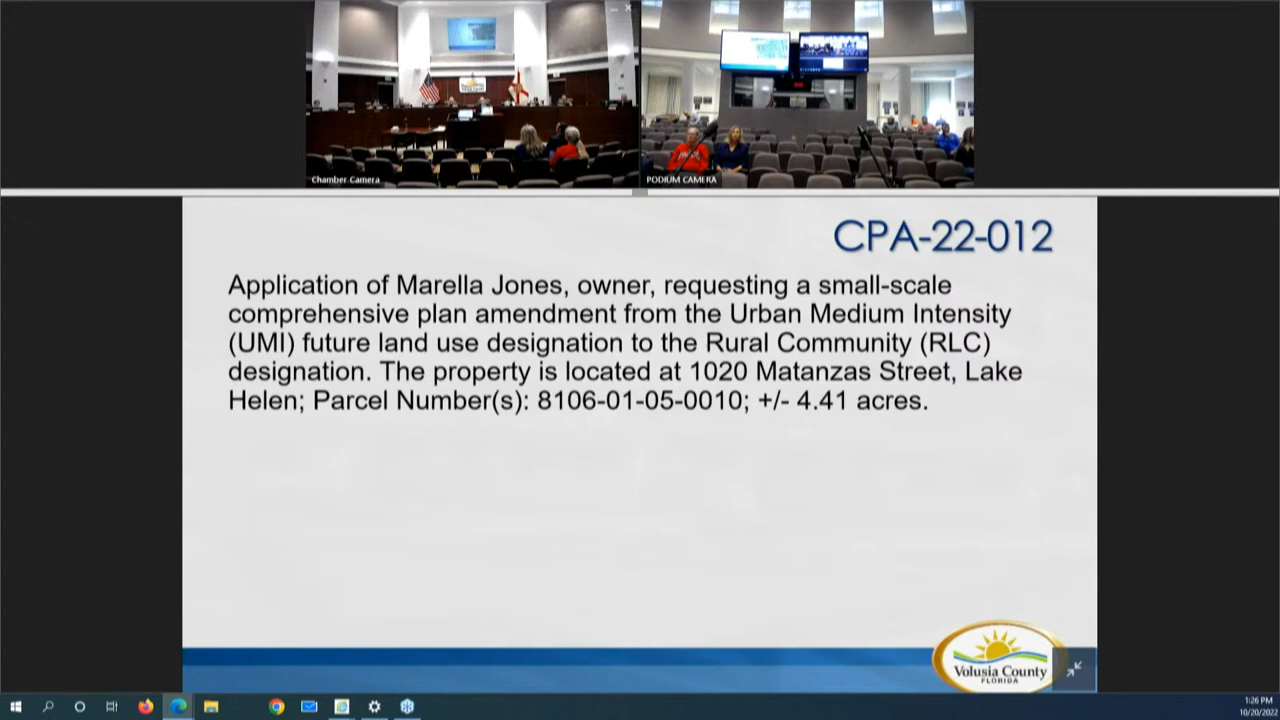 Chamber Camera
PODIUM CAMERA
CPA-22-012
Application of Marella Jones, owner, requesting a small-scale
comprehensive plan amendment from the Urban Medium Intensity
(UMI) future land use designation to the Rural Community (RLC)
designation. The property is located at 1020 Matanzas Street, Lake
Helen; Parcel Number(s): 8106-01-05-0010; +/- 4.41 acres.
Volusia County
FLORIDA
1:26 PM
10/20/2022